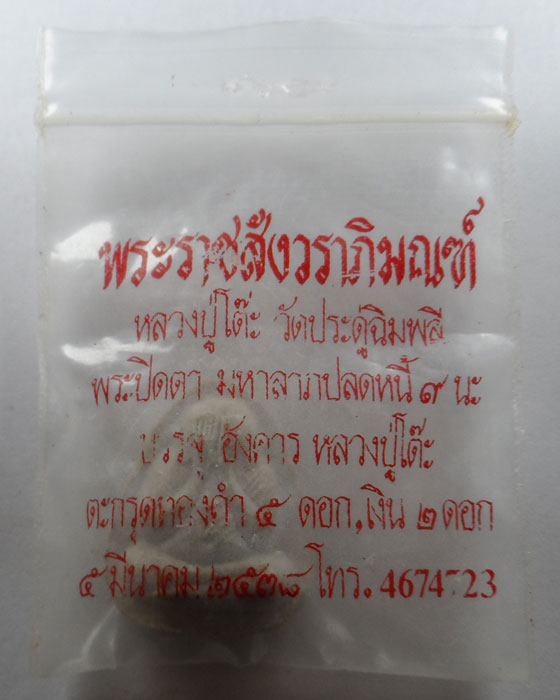 พระราชสังวราภิมณฑ์
หลวงปู่โต๊ะ วัดประดู่ฉิมพลี
พระปิดตา มหาลาภปลดหนี้ ๙ นะ
บรรจุ อังคาร หลวงปู่โต๊ะ
ตะกรุดทองคำ ๕ ดอก,เงิน ๒ ดอก
๕ มีนาคม ๒๕๓๘ โทร.